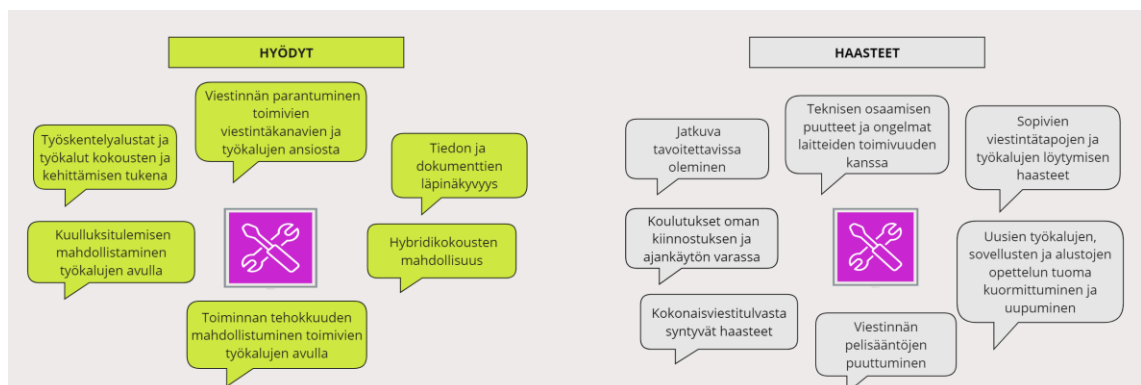 HYÖDYT
Viestinnän parantuminen
toimivien
viestintäkanavien ja
työkalujen ansiosta
Työskentelyalustat ja
työkalut kokousten ja
kehittämisen tukena
Tiedon ja
dokumenttien
läpinäkyvyys
Kuulluksitulemisen
mahdollistaminen
työkalujen avulla
Hybridikokousten
mahdollisuus
Toiminnan tehokkuuden
mahdollistuminen toimivien
työkalujen avulla
HAASTEET
Jatkuva
tavoitettavissa
oleminen
Teknisen osaamisen
puutteet ja ongelmat
laitteiden toimivuuden
kanssa
Sopivien
viestintätapojen ja
työkalujen löytymisen
haasteet
Koulutukset oman
kiinnostuksen ja
ajankäytön varassa
Uusien työkalujen,
sovellusten ja alustojen
opettelun tuoma
kuormittuminen ja
uupuminen
Kokonaisviestitulvasta
syntyvät haasteet
Viestinnän
pelisääntöjen
puuttuminen